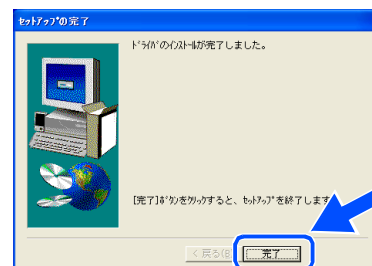 ｾｯﾄｱｯﾌﾟの完了
ﾄﾞﾗｲﾊﾞのｲﾝｽﾄｰﾙが完了しました。
[完了]ﾎﾞﾀﾝをｸﾘｯｸすると、ｾｯﾄｱｯﾌﾟを終了します
< 戻る(B)
完了